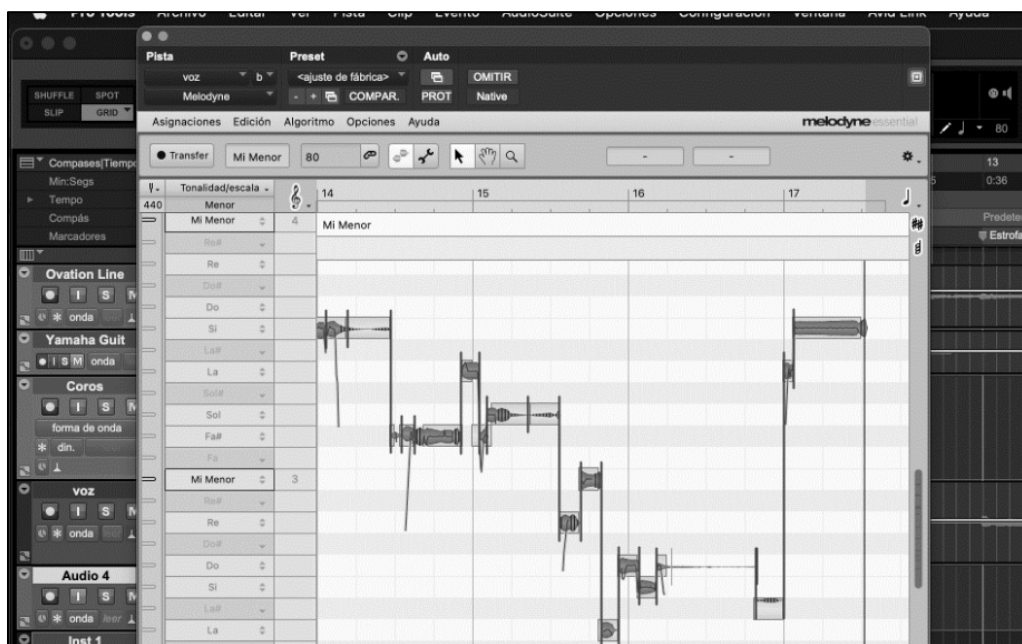 Pro Tools Archivo Editar Ver Pista Clip Evento AudioSuite Opciones Configuración Ventana Avid Link Ayuda
Pista Preset Auto
voz b <ajuste de fábrica> OMITIR
Melodyne - + COMPAR. PROT Native
SHUFFLE SPOT
SLIP GRID
80
Asignaciones Edición Algoritmo Opciones Ayuda melodyne essential
Transfer Mi Menor 80 - -
Compases|Tiempo
Min:Segs
Tempo
Compás
Marcadores
13
0:36
Estrofa
Tonalidad/escala 14 15 16 17
440 Menor
Mi Menor 4 Mi Menor
Re#
Re
Do#
Do
Si
La#
La
Sol#
Sol
Fa#
Fa
Mi Menor 3
Re#
Re
Do#
Do
Si
La#
La
Ovation Line
I S M
onda
Yamaha Guit
I S M onda
Coros
I S M
forma de onda
din.
voz
I S M
onda
Audio 4
I S M
onda leer
Inst 1